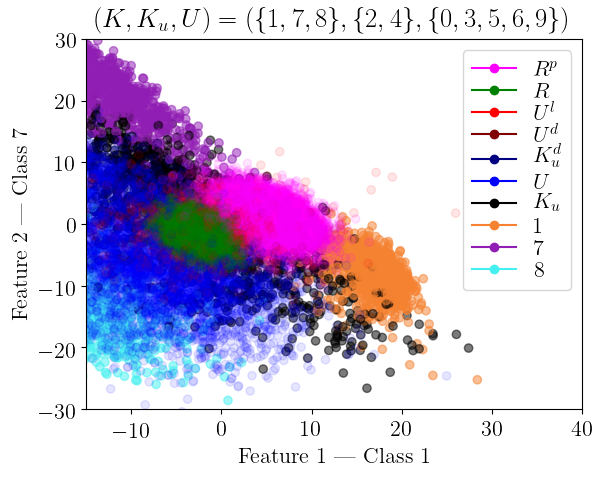 (K, K_u, U) = ({1, 7, 8}, {2, 4}, {0, 3, 5, 6, 9})
30
20
10
0
−10
−20
−30
Feature 2 — Class 7
R^p
R
U^l
U^d
K_u^d
U
K_u
1
7
8
−10
0
10
20
30
40
Feature 1 — Class 1